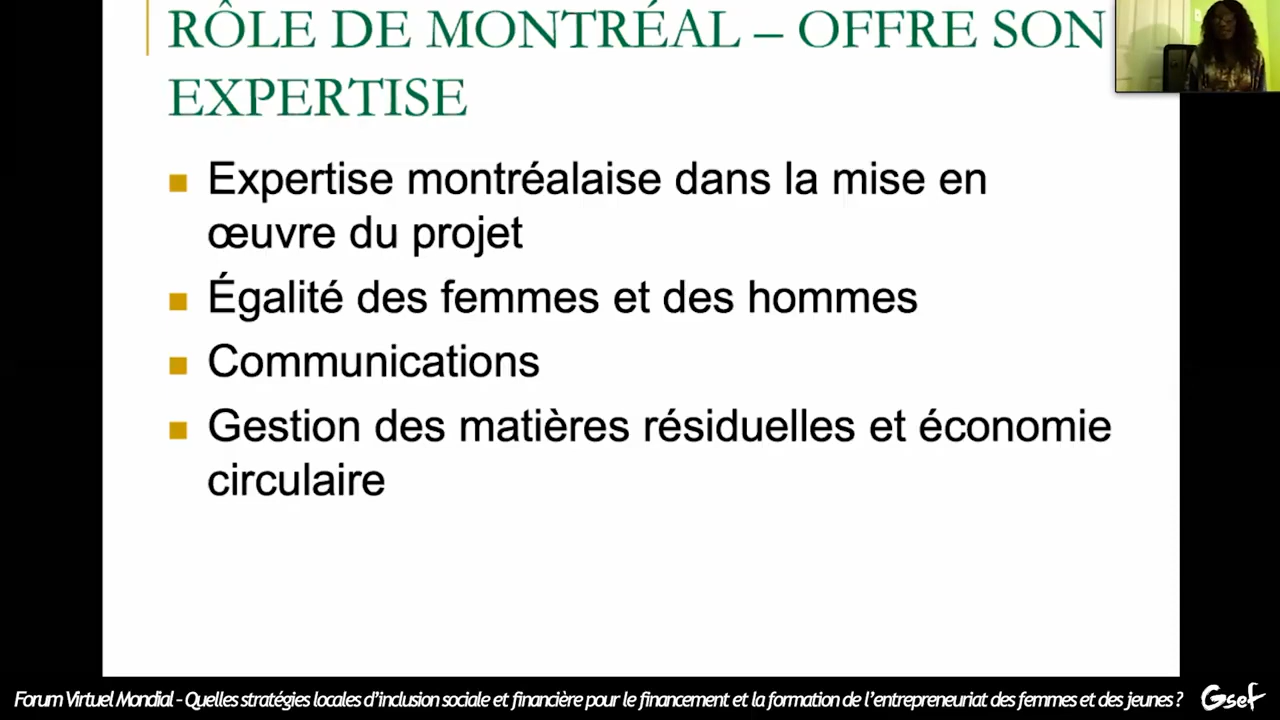 RÔLE DE MONTRÉAL – OFFRE SON
EXPERTISE
Expertise montréalaise dans la mise en
œuvre du projet
Égalité des femmes et des hommes
Communications
Gestion des matières résiduelles et économie
circulaire
Forum Virtuel Mondial - Quelles stratégies locales d'inclusion sociale et financière pour le financement et la formation de l'entrepreneuriat des femmes et des jeunes ?
Gsef